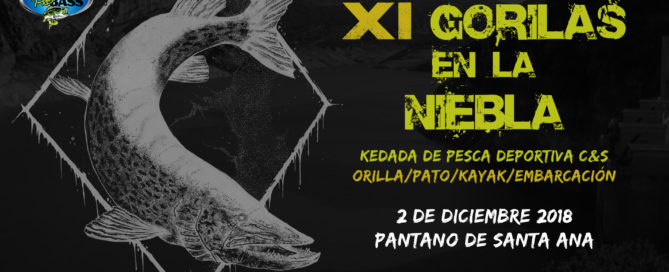 XI GORILAS
EN LA
NIEBLA
KEDADA DE PESCA DEPORTIVA C&S
ORILLA/PATO/KAYAK/EMBARCACIÓN
2 DE DICIEMBRE 2018
PANTANO DE SANTA ANA